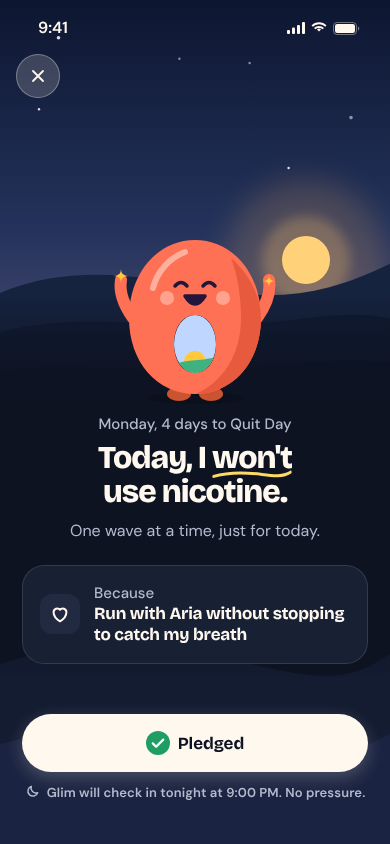 9:41
Monday, 4 days to Quit Day
Today, I won't
use nicotine.
One wave at a time, just for today.
Because
Run with Aria without stopping
to catch my breath
Pledged
Glim will check in tonight at 9:00 PM. No pressure.